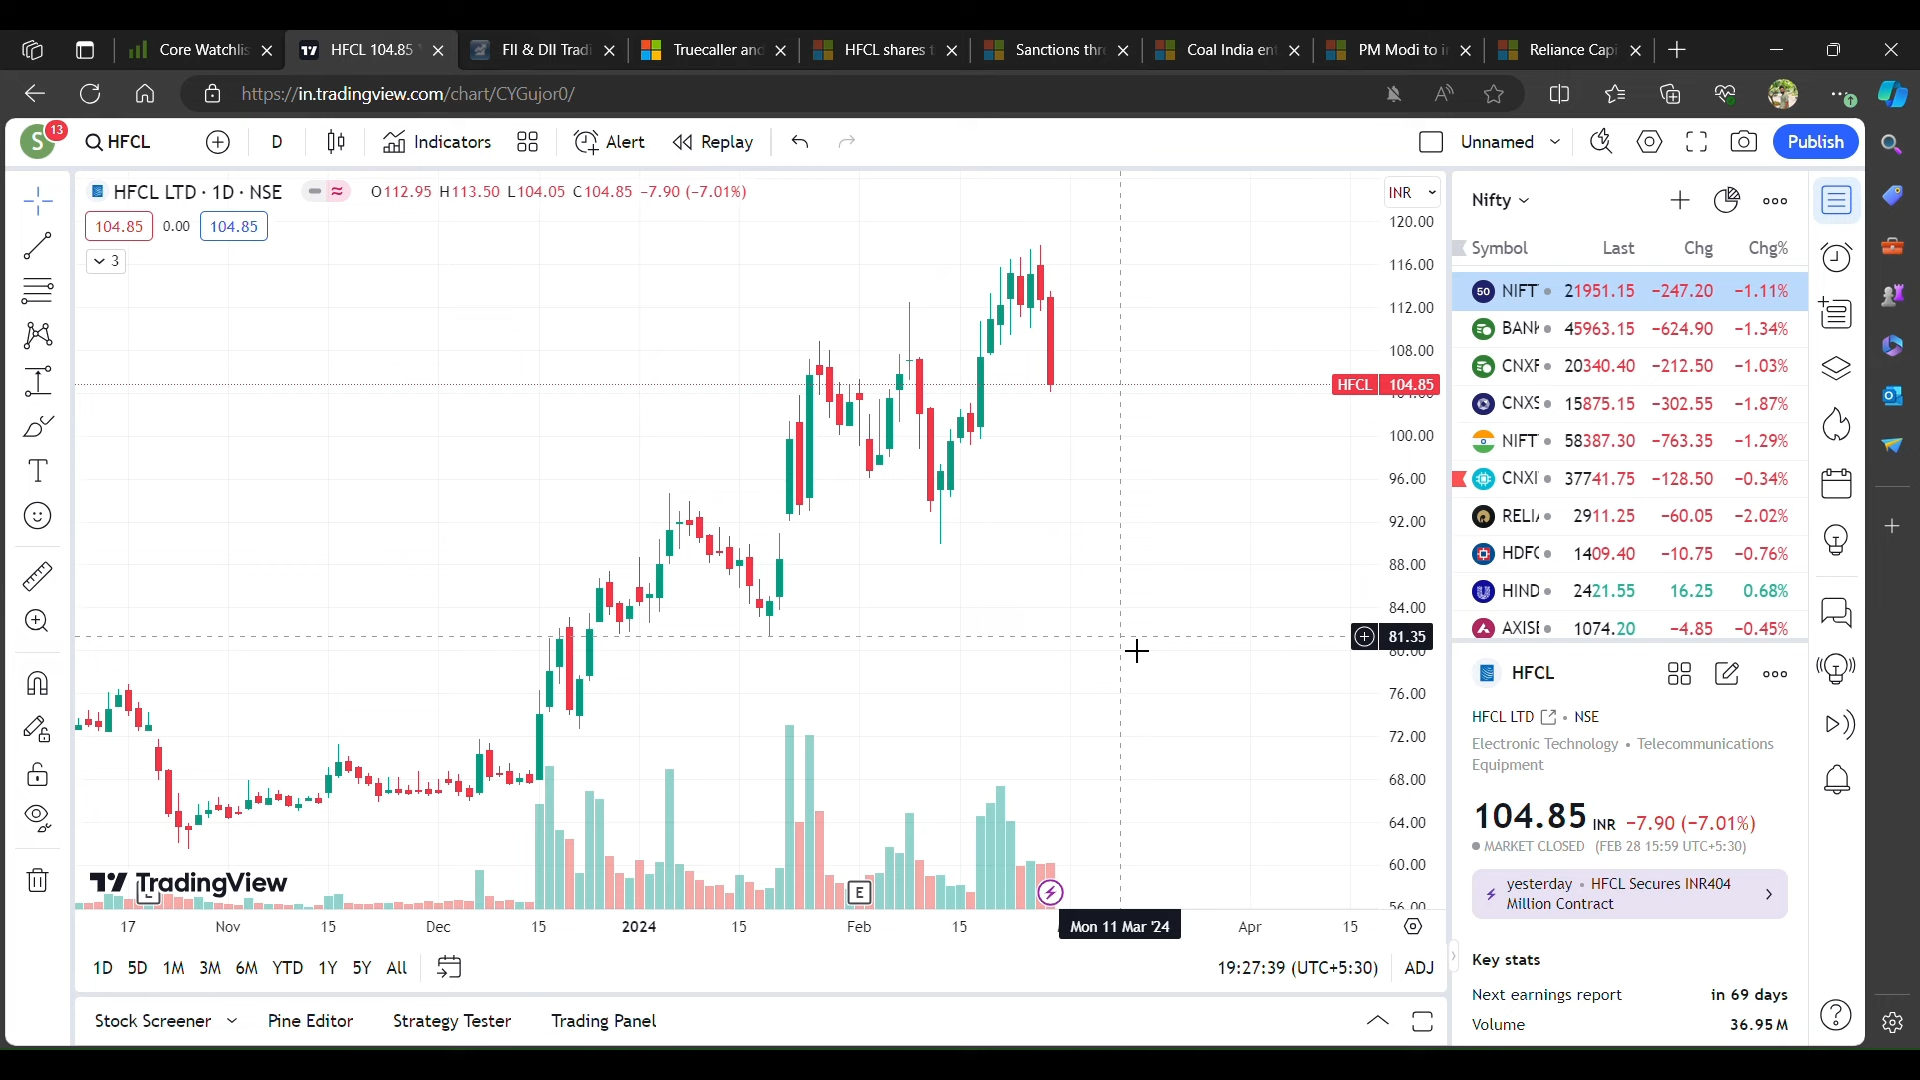 Core Watchlis
HFCL 104.85
FII & DII Tradi
Truecaller and
HFCL shares t
Sanctions thr
Coal India ent
PM Modi to i
Reliance Capi
https://in.tradingview.com/chart/CYGujor0/
S 13
HFCL
D
Indicators
Alert
Replay
Unnamed
Publish
HFCL LTD · 1D · NSE
O112.95 H113.50 L104.05 C104.85 -7.90 (-7.01%)
INR
104.85 0.00 104.85
3
120.00
116.00
112.00
108.00
HFCL 104.85
100.00
96.00
92.00
88.00
84.00
81.35
80.00
76.00
72.00
68.00
64.00
60.00
56.00
TradingView
L
E
17 Nov 15 Dec 15 2024 15 Feb 15 Mon 11 Mar '24 Apr 15
1D 5D 1M 3M 6M YTD 1Y 5Y All
19:27:39 (UTC+5:30) ADJ
Stock Screener Pine Editor Strategy Tester Trading Panel
Nifty
Symbol Last Chg Chg%
50 NIFT 21951.15 -247.20 -1.11%
BANK 45963.15 -624.90 -1.34%
CNXF 20340.40 -212.50 -1.03%
CNXS 15875.15 -302.55 -1.87%
NIFT 58387.30 -763.35 -1.29%
CNXI 37741.75 -128.50 -0.34%
RELI 2911.25 -60.05 -2.02%
HDFC 1409.40 -10.75 -0.76%
HIND 2421.55 16.25 0.68%
AXISI 1074.20 -4.85 -0.45%
HFCL
HFCL LTD · NSE
Electronic Technology • Telecommunications
Equipment
104.85 INR -7.90 (-7.01%)
MARKET CLOSED (FEB 28 15:59 UTC+5:30)
yesterday · HFCL Secures INR404
Million Contract
Key stats
Next earnings report in 69 days
Volume 36.95M